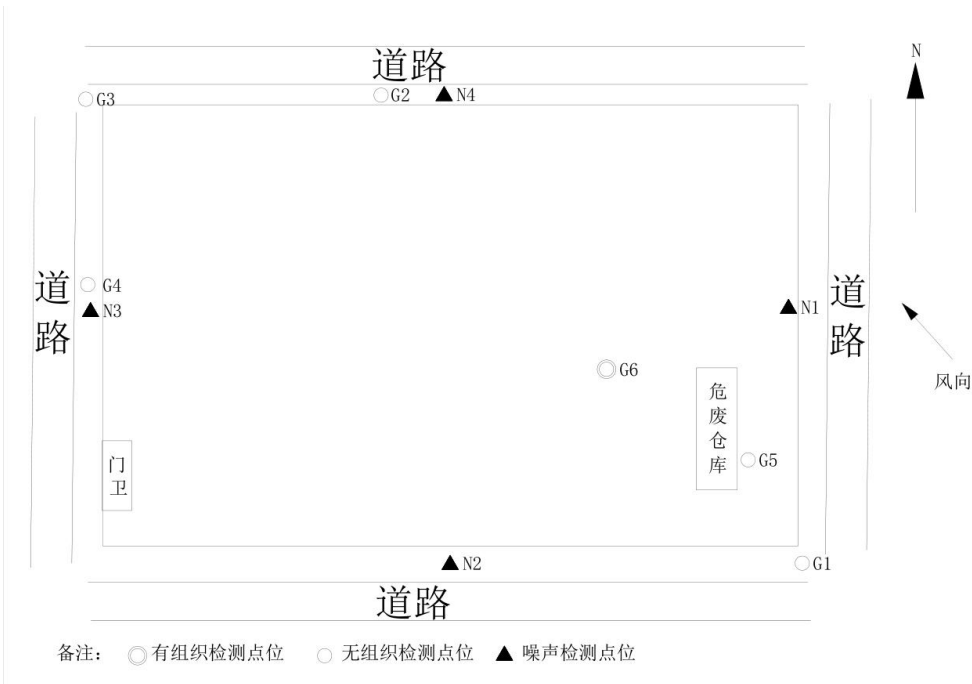 道路
N
G3
G2
N4
道路
G4
N3
N1
道路
风向
G6
危废仓库
G5
门卫
N2
G1
道路
备注: 有组织检测点位 无组织检测点位 噪声检测点位